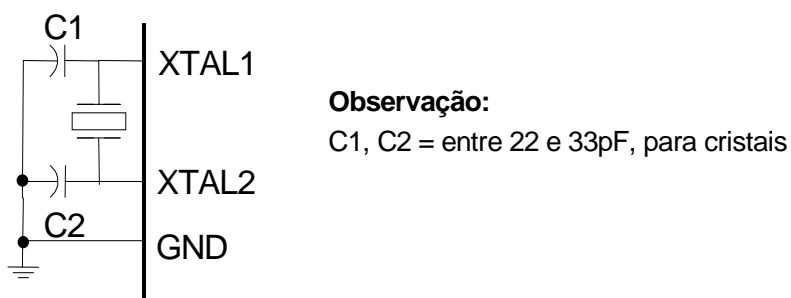 C1
XTAL1
Observação:
C1, C2 = entre 22 e 33pF, para cristais
XTAL2
C2
GND